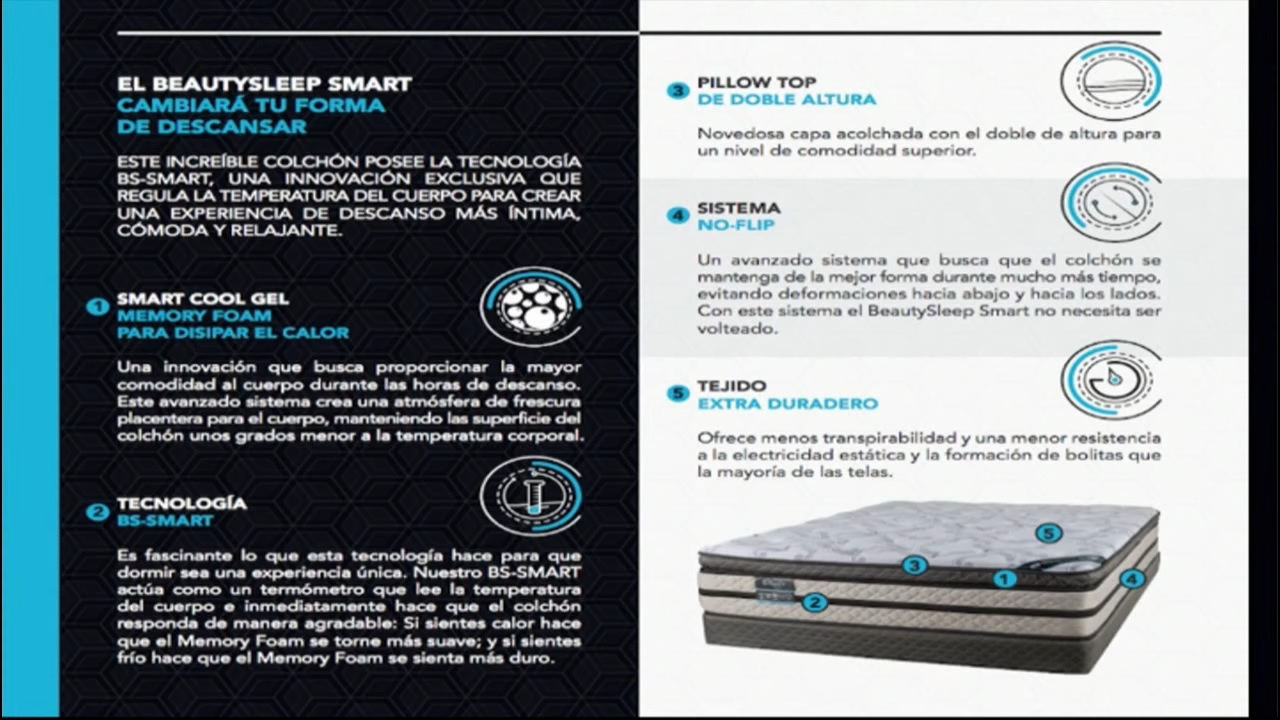 EL BEAUTYSLEEP SMART
CAMBIARÁ TU FORMA
DE DESCANSAR
ESTE INCREÍBLE COLCHÓN POSEE LA TECNOLOGÍA
BS-SMART, UNA INNOVACIÓN EXCLUSIVA QUE
REGULA LA TEMPERATURA DEL CUERPO PARA CREAR
UNA EXPERIENCIA DE DESCANSO MÁS ÍNTIMA,
CÓMODA Y RELAJANTE.
1 SMART COOL GEL
MEMORY FOAM
PARA DISIPAR EL CALOR
Una innovación que busca proporcionar la mayor
comodidad al cuerpo durante las horas de descanso.
Este avanzado sistema crea una atmósfera de frescura
placentera para el cuerpo, manteniendo las superficie del
colchón unos grados menor a la temperatura corporal.
2 TECNOLOGÍA
BS-SMART
Es fascinante lo que esta tecnología hace para que
dormir sea una experiencia única. Nuestro BS-SMART
actúa como un termómetro que lee la temperatura
del cuerpo e inmediatamente hace que el colchón
responda de manera agradable: Si sientes calor hace
que el Memory Foam se torne más suave; y si sientes
frío hace que el Memory Foam se sienta más duro.
3 PILLOW TOP
DE DOBLE ALTURA
Novedosa capa acolchada con el doble de altura para
un nivel de comodidad superior.
4 SISTEMA
NO-FLIP
Un avanzado sistema que busca que el colchón se
mantenga de la mejor forma durante mucho más tiempo,
evitando deformaciones hacia abajo y hacia los lados.
Con este sistema el BeautySleep Smart no necesita ser
volteado.
5 TEJIDO
EXTRA DURADERO
Ofrece menos transpirabilidad y una menor resistencia
a la electricidad estática y la formación de bolitas que
la mayoría de las telas.
5
3
1
4
2